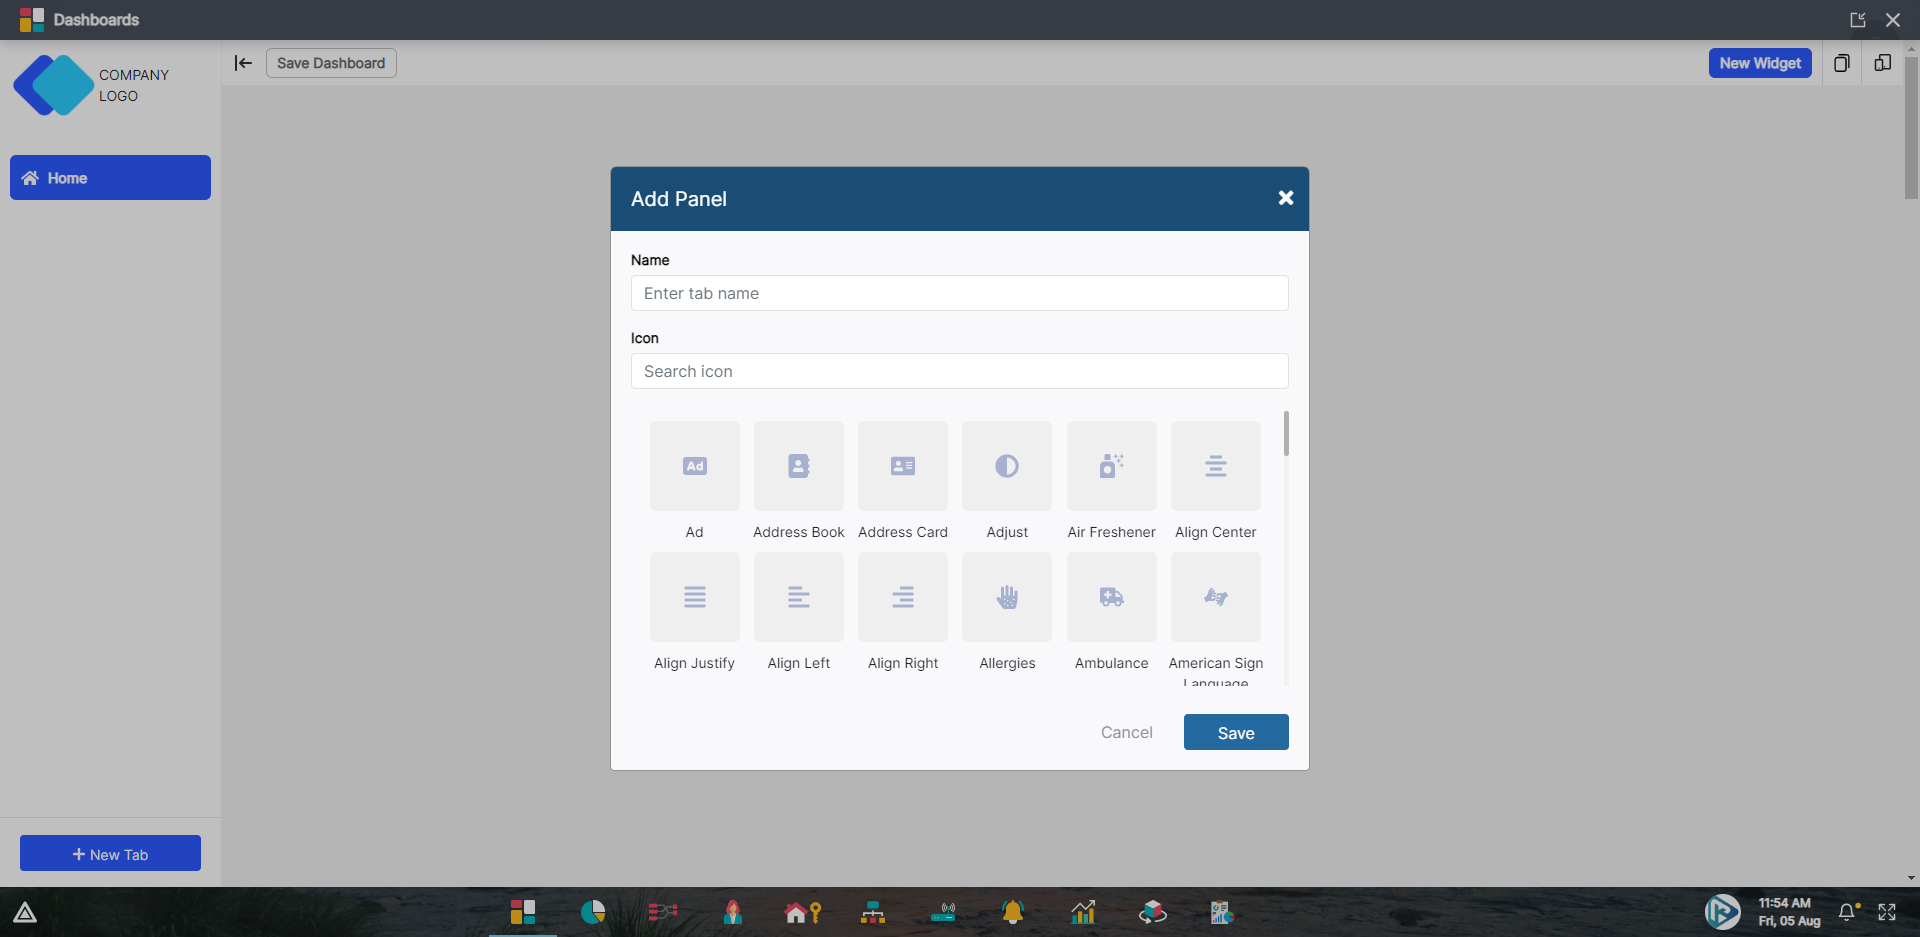 Dashboards
COMPANY
LOGO
Save Dashboard
New Widget
Home
Add Panel
Name
Enter tab name
Icon
Search icon
Ad
Ad
Address Book
Address Card
Adjust
Air Freshener
Align Center
Align Justify
Align Left
Align Right
Allergies
Ambulance
American Sign
Language
Cancel
Save
New Tab
11:54 AM
Fri, 05 Aug